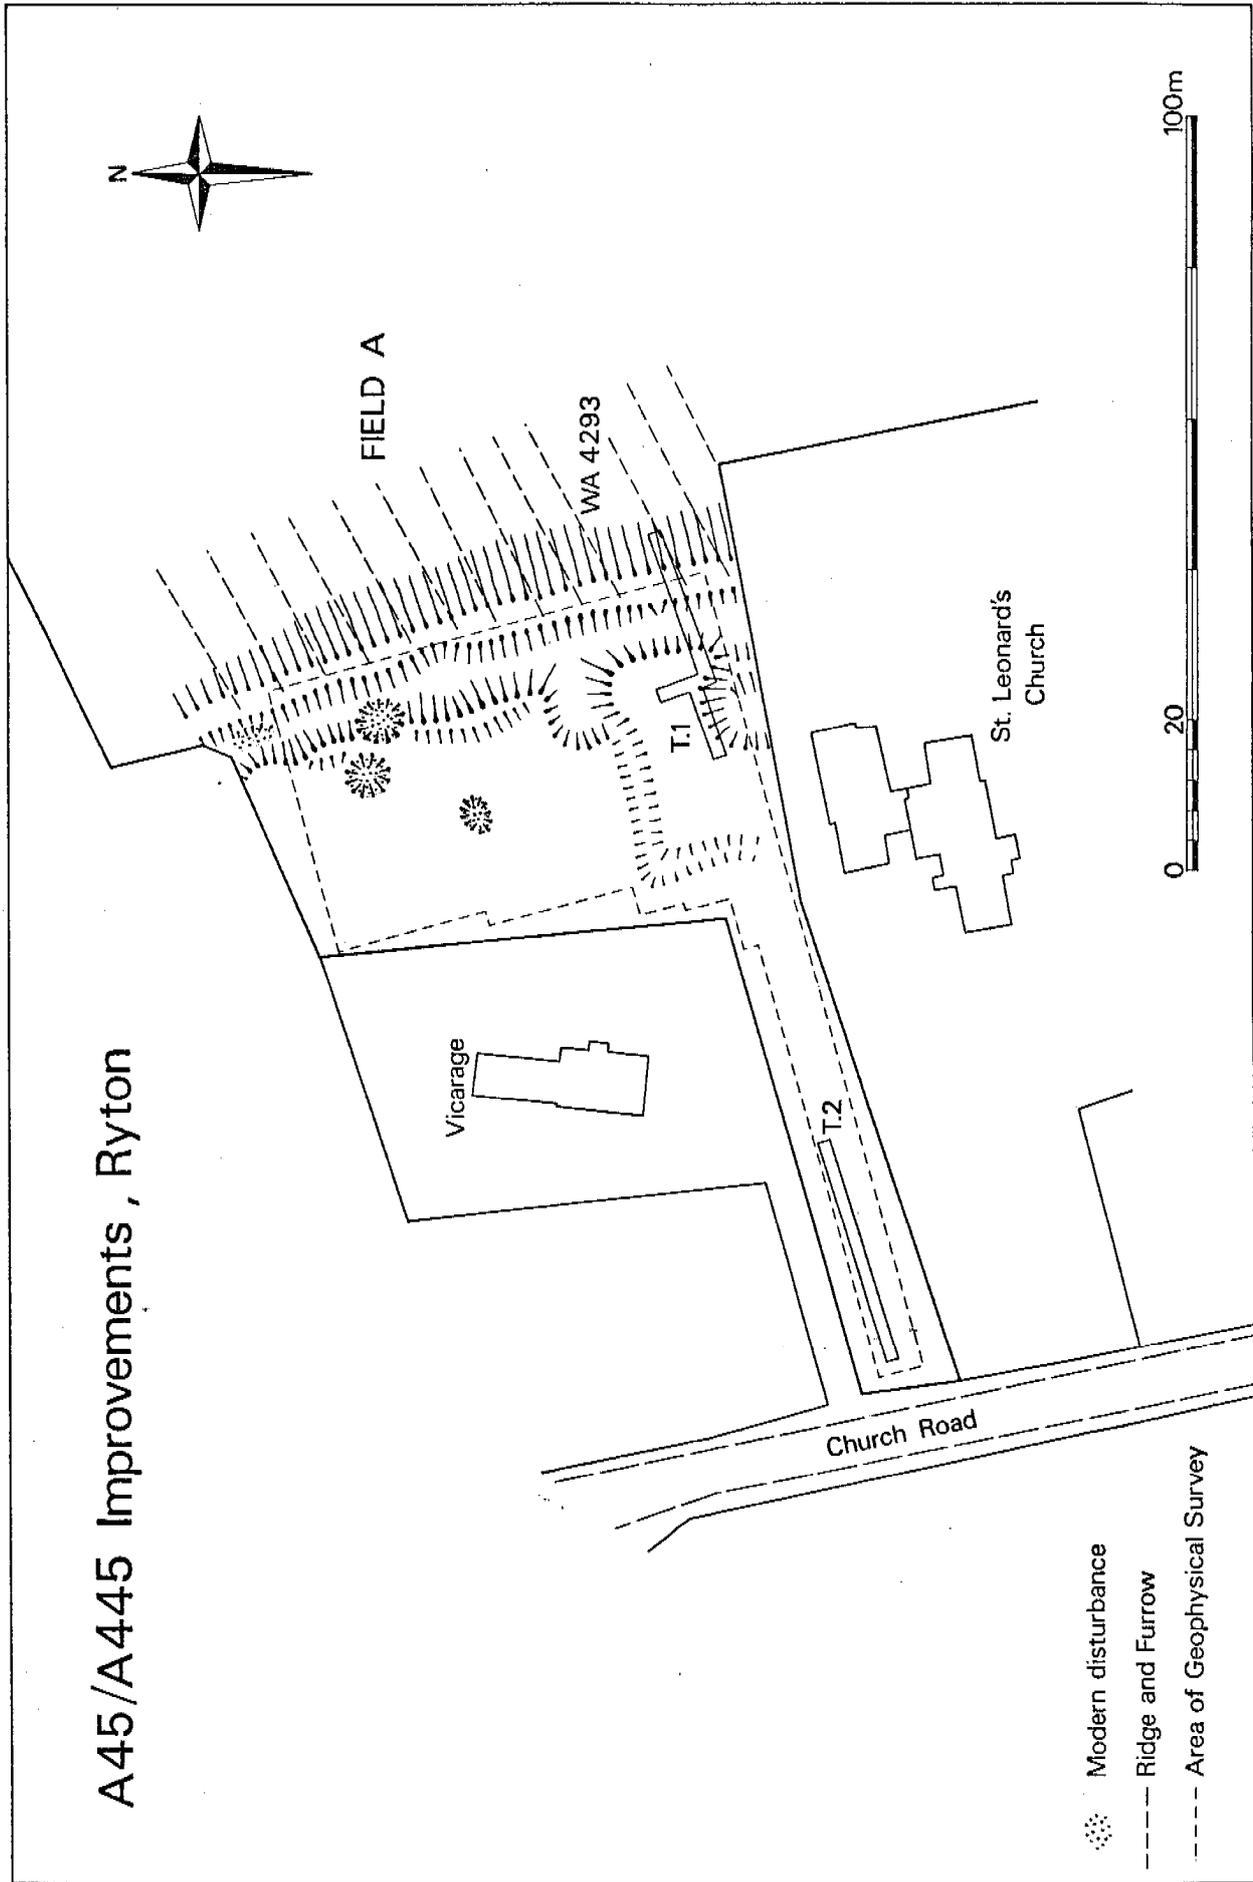 A45/A445 Improvements, Ryton
N
FIELD A
WA 4293
Vicarage
T.1
T.2
St. Leonard's
Church
Church Road
Modern disturbance
Ridge and Furrow
Area of Geophysical Survey
0
20
100m